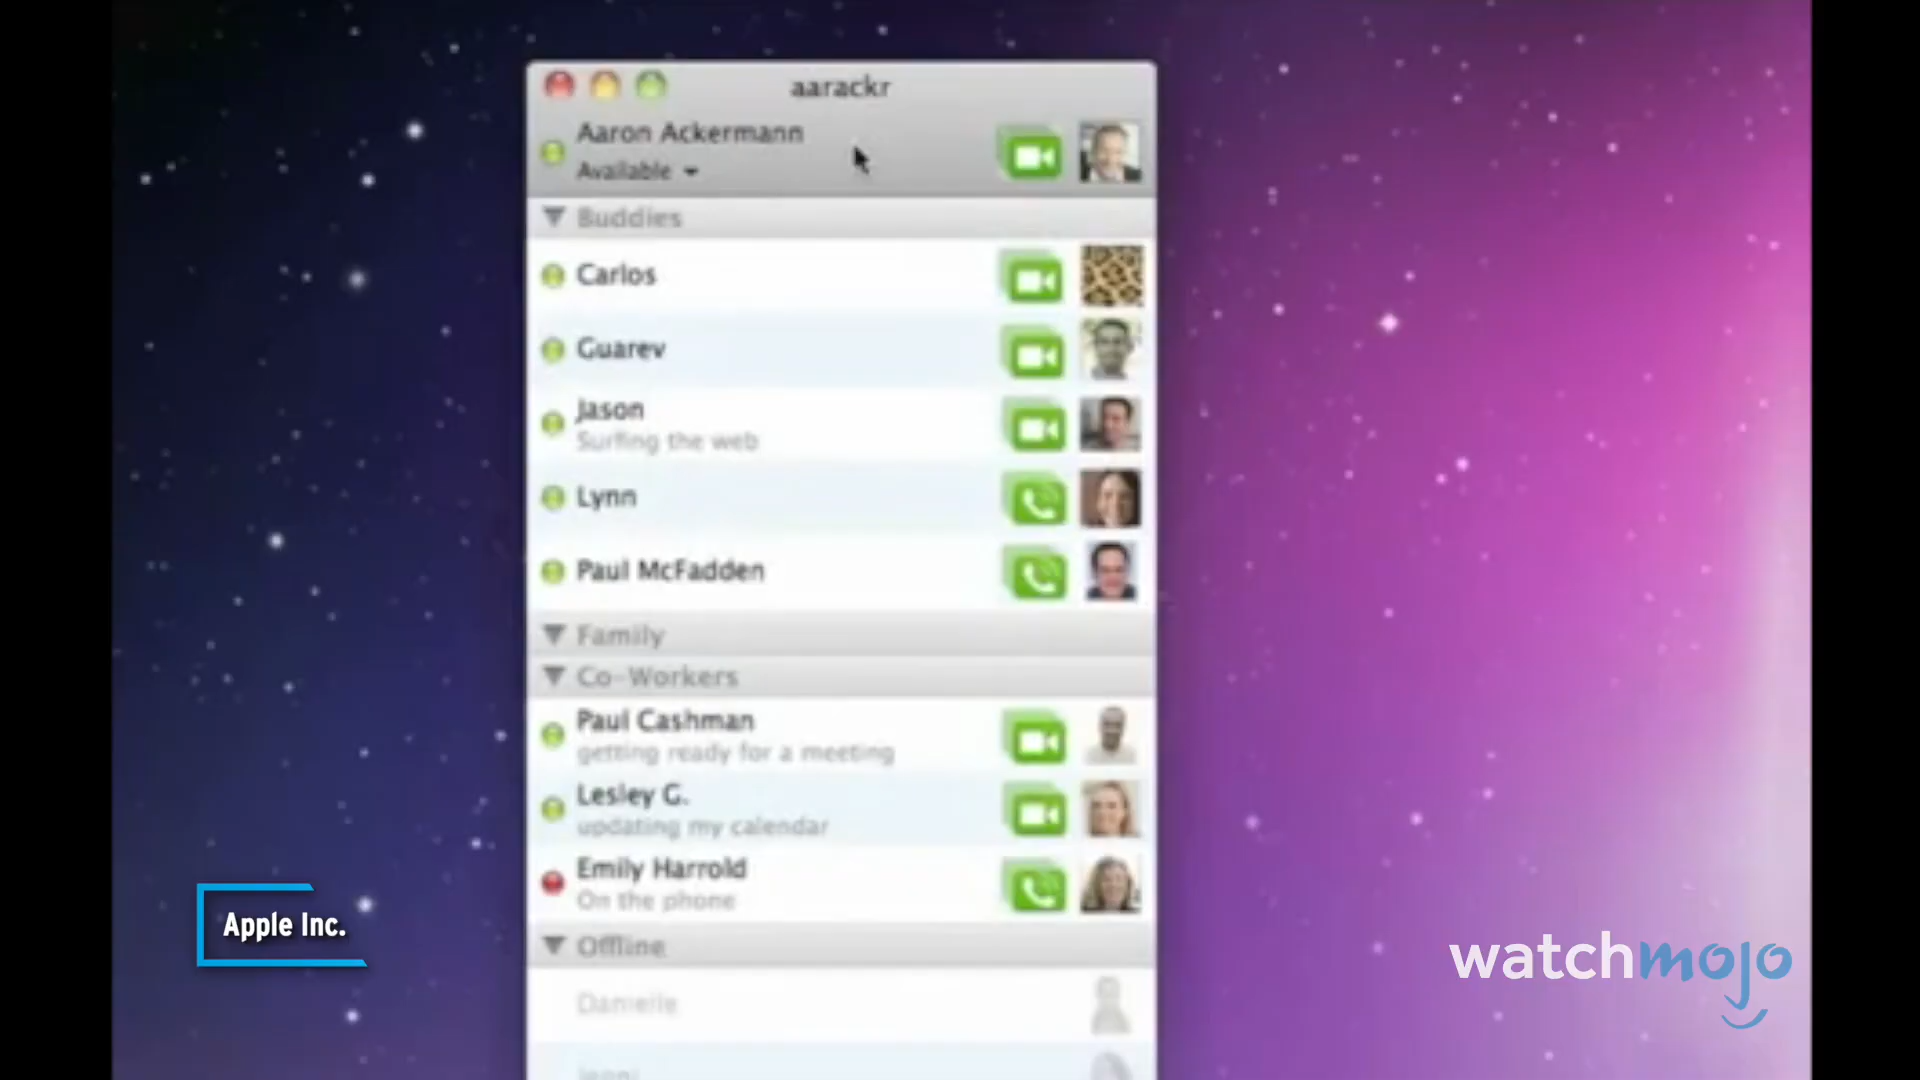 aarackr
Aaron Ackermann
Available
Buddies
Carlos
Guarev
Jason
Surfing the web
Lynn
Paul McFadden
Family
Co-Workers
Paul Cashman
getting ready for a meeting
Lesley G.
updating my calendar
Emily Harrold
On the phone
Offline
Danielle
Apple Inc.
watchmojo